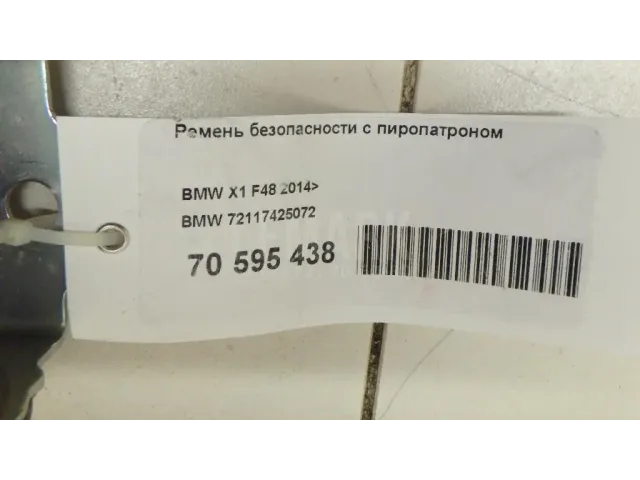 Ремень безопасности с пиропатроном
BMW X1 F48 2014>
BMW 72117425072
70 595 438